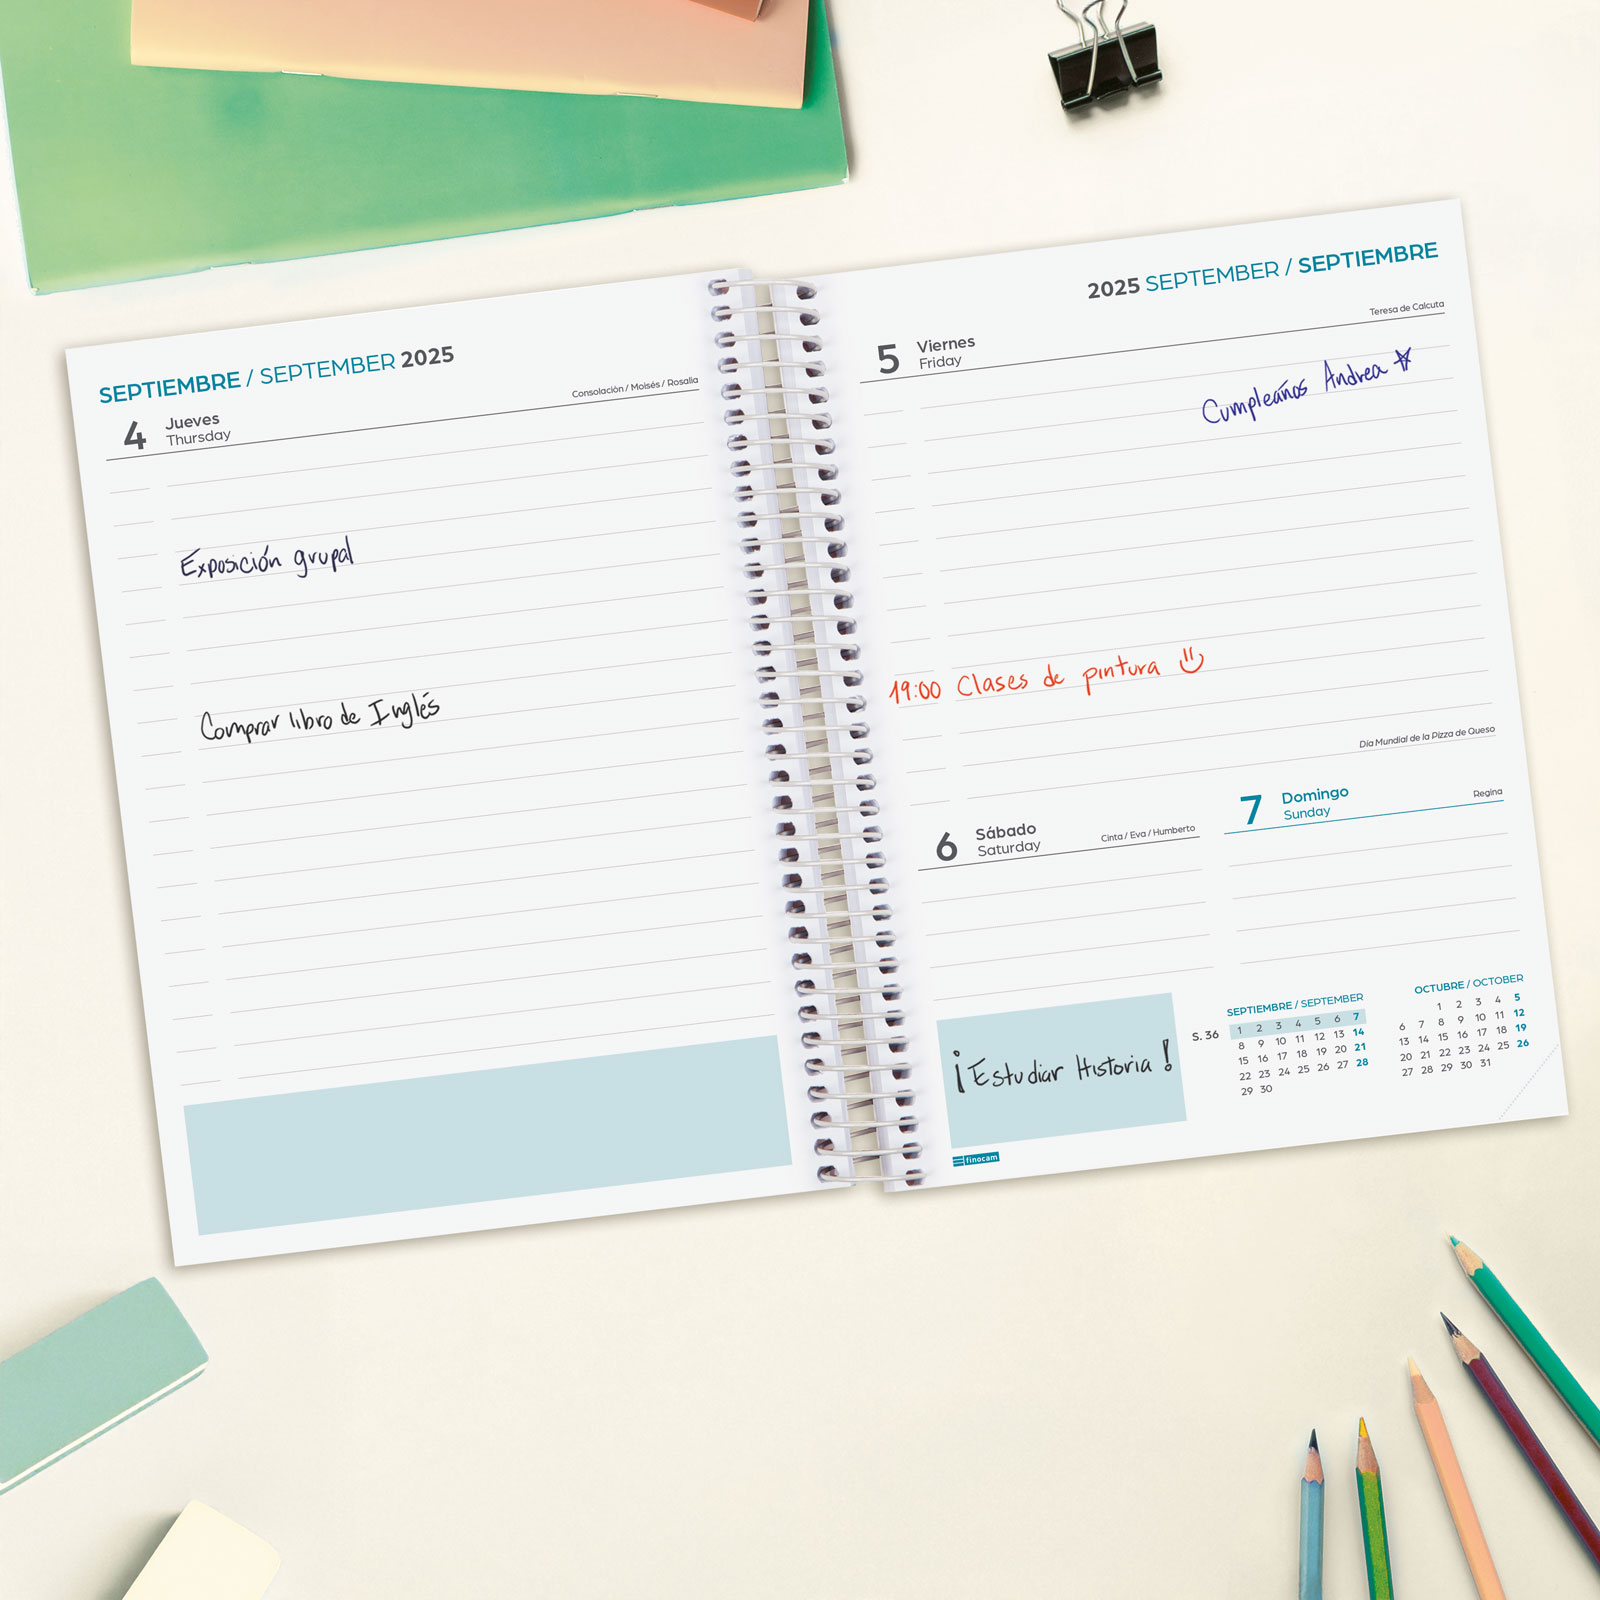 SEPTIEMBRE / SEPTEMBER 2025
4 Jueves
Thursday
Consolación / Moisés / Rosalia
Exposición grupal
Comprar libro de Inglés
2025 SEPTEMBER / SEPTIEMBRE
5 Viernes
Friday
Teresa de Calcuta
Cumpleaños Andrea
19:00 Clases de pintura
Día Mundial de la Pizza de Queso
6 Sábado
Saturday
Cinta / Eva / Humberto
7 Domingo
Sunday
Regina
¡Estudiar Historia!
finocam
S. 36
SEPTIEMBRE / SEPTEMBER
1 2 3 4 5 6 7
8 9 10 11 12 13 14
15 16 17 18 19 20 21
22 23 24 25 26 27 28
29 30
OCTUBRE / OCTOBER
1 2 3 4 5
6 7 8 9 10 11 12
13 14 15 16 17 18 19
20 21 22 23 24 25 26
27 28 29 30 31